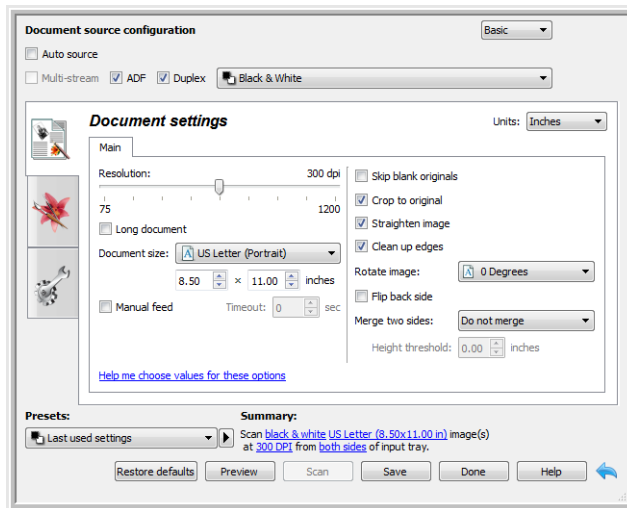 Document source configuration Basic
Auto source
Multi-stream ADF Duplex Black & White
Document settings Units: Inches
Main
Resolution: 300 dpi
75 1200
Long document
Document size: US Letter (Portrait)
8.50 × 11.00 inches
Manual feed Timeout: 0 sec
Skip blank originals
Crop to original
Straighten image
Clean up edges
Rotate image: 0 Degrees
Flip back side
Merge two sides: Do not merge
Height threshold: 0.00 inches
Help me choose values for these options
Presets:
Last used settings
Summary:
Scan black & white US Letter (8.50x11.00 in) image(s)
at 300 DPI from both sides of input tray.
Restore defaults Preview Scan Save Done Help